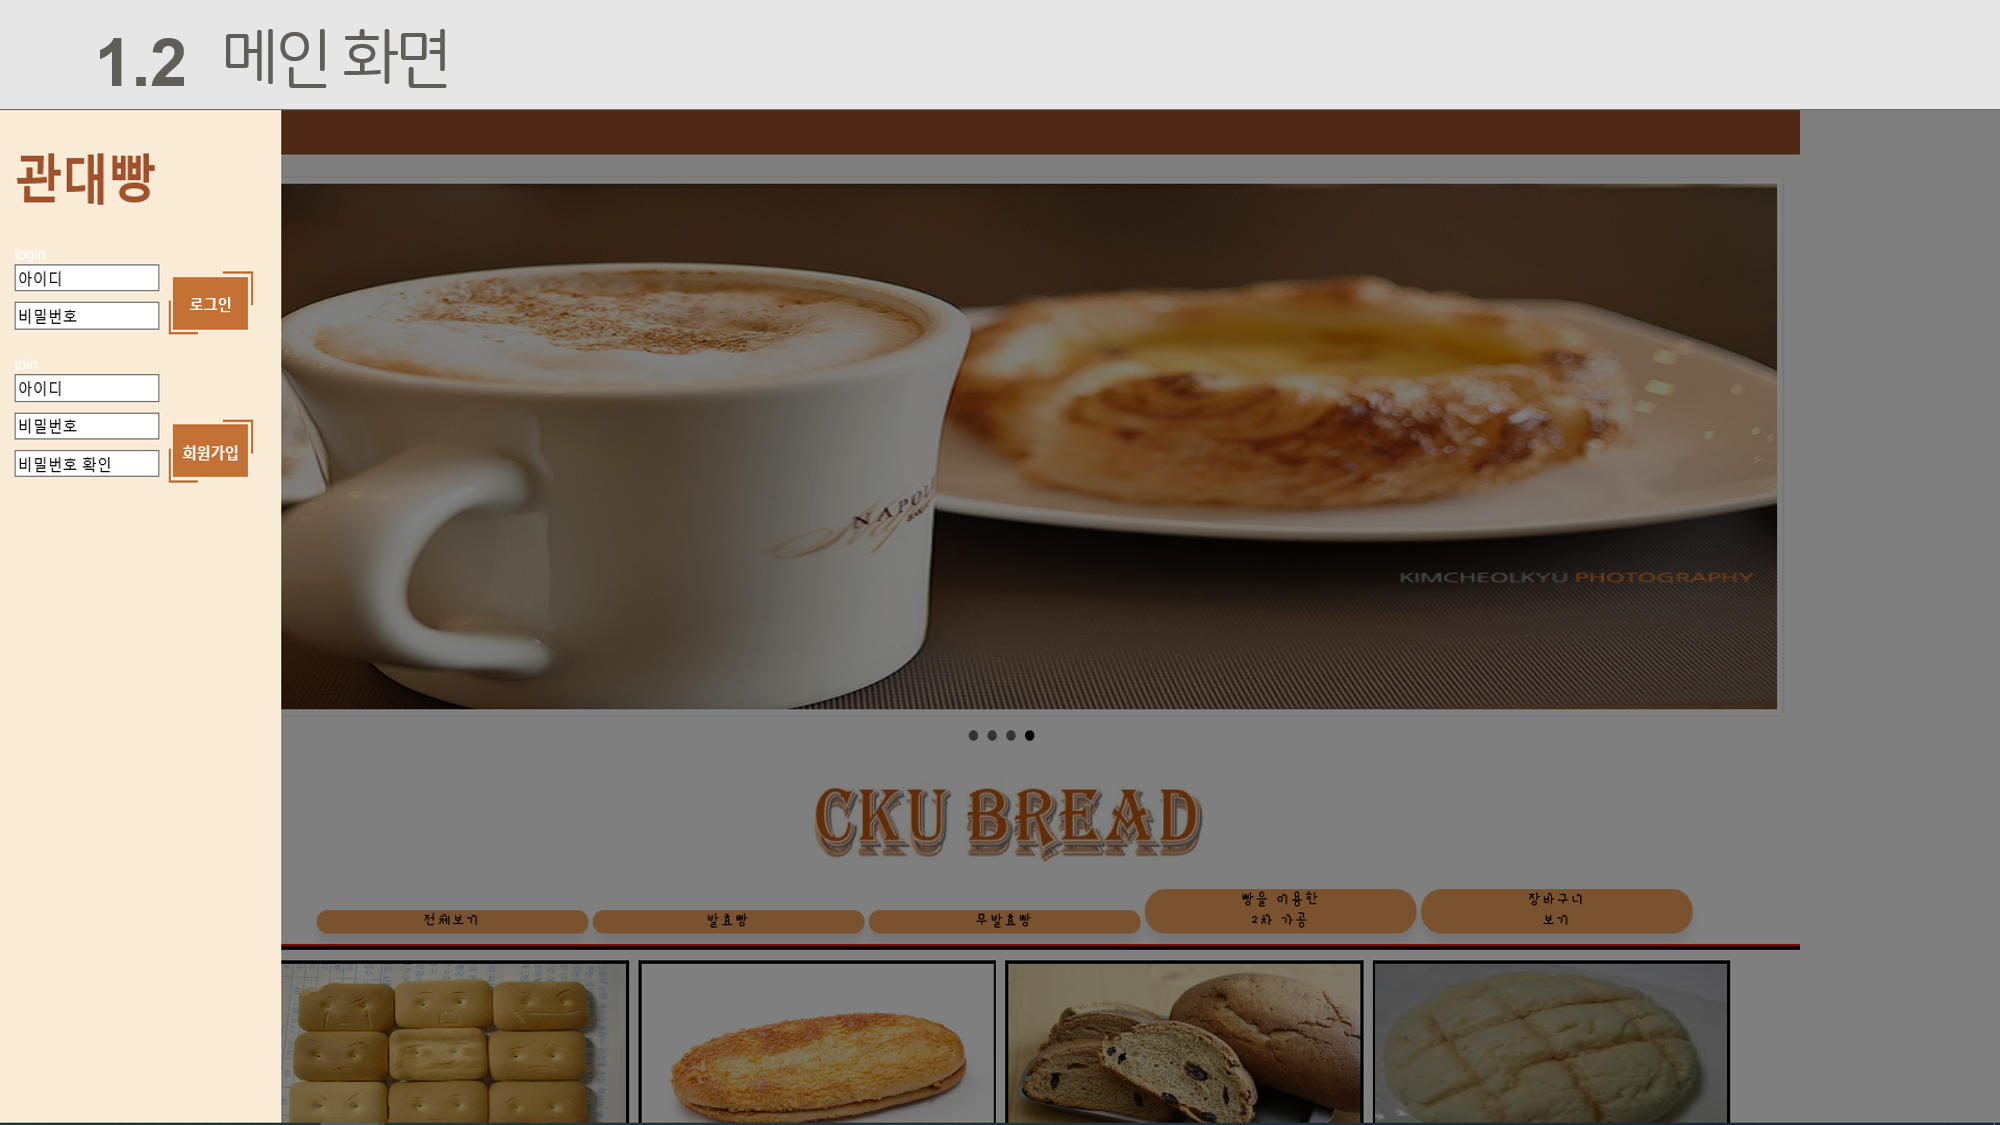 1.2 메인 화면
관대빵
login
아이디
비밀번호
로그인
join
아이디
비밀번호
비밀번호 확인
회원가입
KIMCHEOLKYU PHOTOGRAPHY
CKU BREAD
전체보기
발효빵
무발효빵
빵을 이용한
2차 가공
장바구니
보기